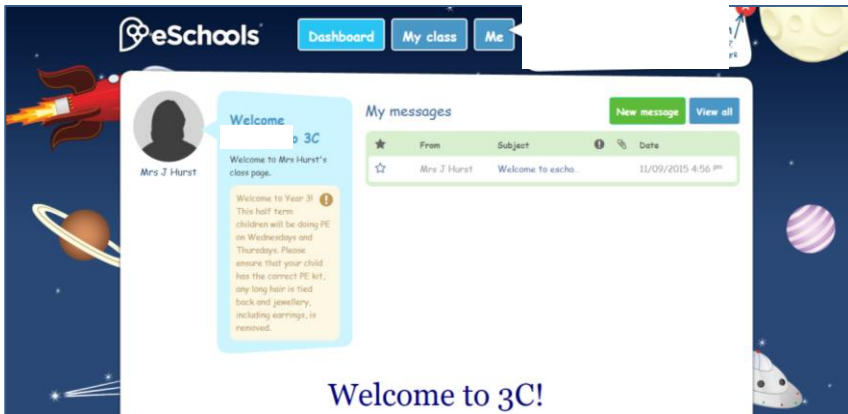 eSchools
Dashboard
My class
Me
Mrs J Hurst
Welcome
to 3C
Welcome to Mrs Hurst's
class page.
Welcome to Year 3!
This half term
children will be doing PE
on Wednesdays and
Thursdays. Please
ensure that your child
has the correct PE kit,
any long hair is tied
back and jewellery,
including earrings, is
removed.
My messages
New message
View all
From Subject Date
Mrs J Hurst Welcome to escho.. 11/09/2015 4:56 pm
Welcome to 3C!